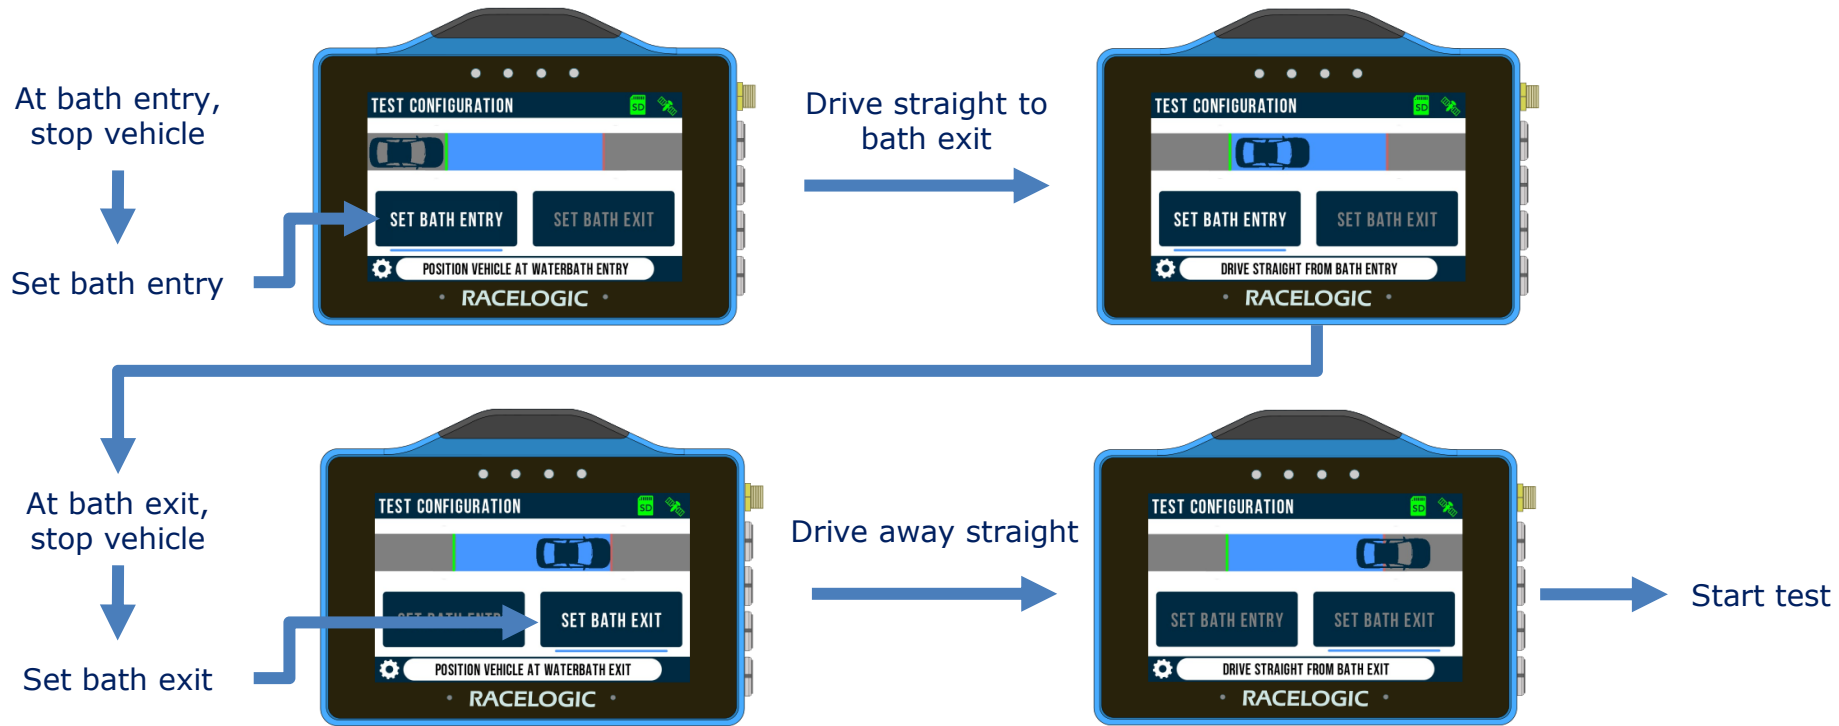 At bath entry,
stop vehicle
Set bath entry
TEST CONFIGURATION
SD
SET BATH ENTRY
SET BATH EXIT
POSITION VEHICLE AT WATERBATH ENTRY
RACELOGIC
Drive straight to
bath exit
TEST CONFIGURATION
SD
SET BATH ENTRY
SET BATH EXIT
DRIVE STRAIGHT FROM BATH ENTRY
RACELOGIC
At bath exit,
stop vehicle
Set bath exit
TEST CONFIGURATION
SD
SET BATH ENTRY
SET BATH EXIT
POSITION VEHICLE AT WATERBATH EXIT
RACELOGIC
Drive away straight
TEST CONFIGURATION
SD
SET BATH ENTRY
SET BATH EXIT
DRIVE STRAIGHT FROM BATH EXIT
RACELOGIC
Start test